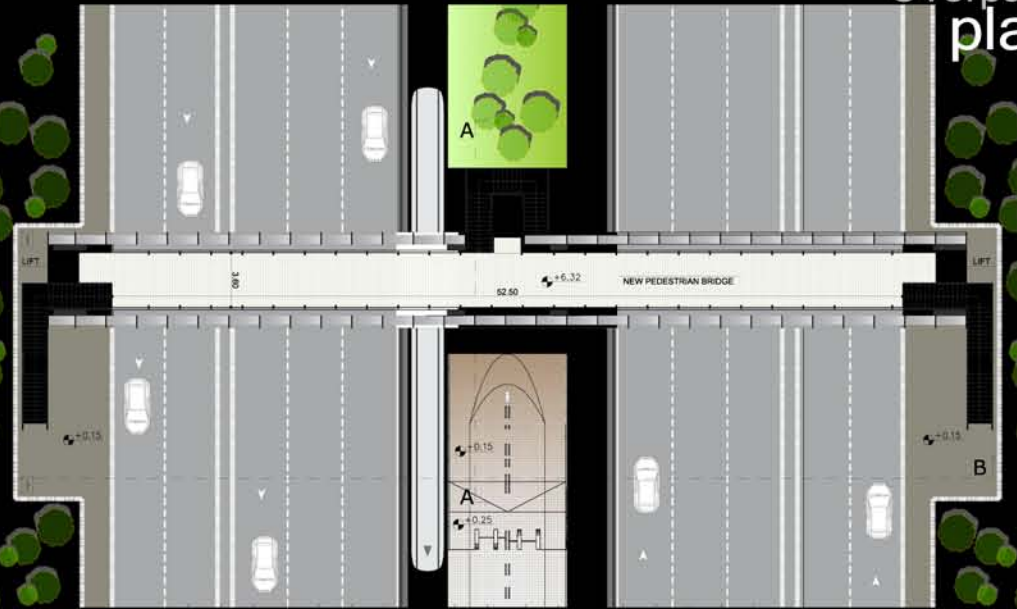 pla
A
LIFT
3.60
+6.32
NEW PEDESTRIAN BRIDGE
LIFT
52.50
+0.15
+0.15
+0.15
B
A
+0.25